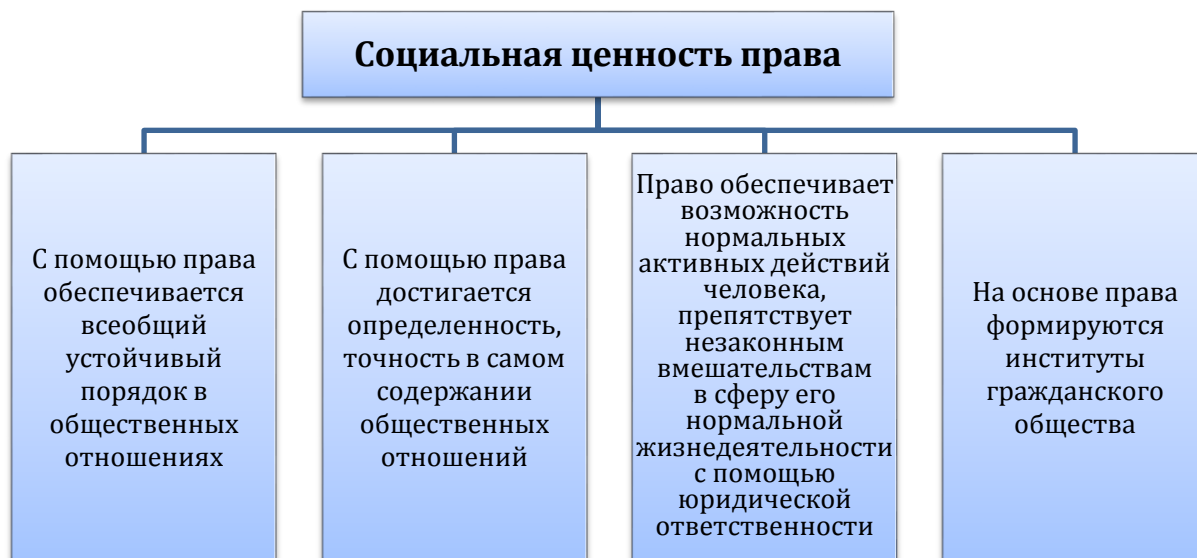 Социальная ценность права
С помощью права
обеспечивается
всеобщий
устойчивый
порядок в
общественных
отношениях
С помощью права
достигается
определенность,
точность в самом
содержании
общественных
отношений
Право обеспечивает
возможность
нормальных
активных действий
человека,
препятствует
незаконным
вмешательствам
в сферу его
нормальной
жизнедеятельности
с помощью
юридической
ответственности
На основе права
формируются
институты
гражданского
общества